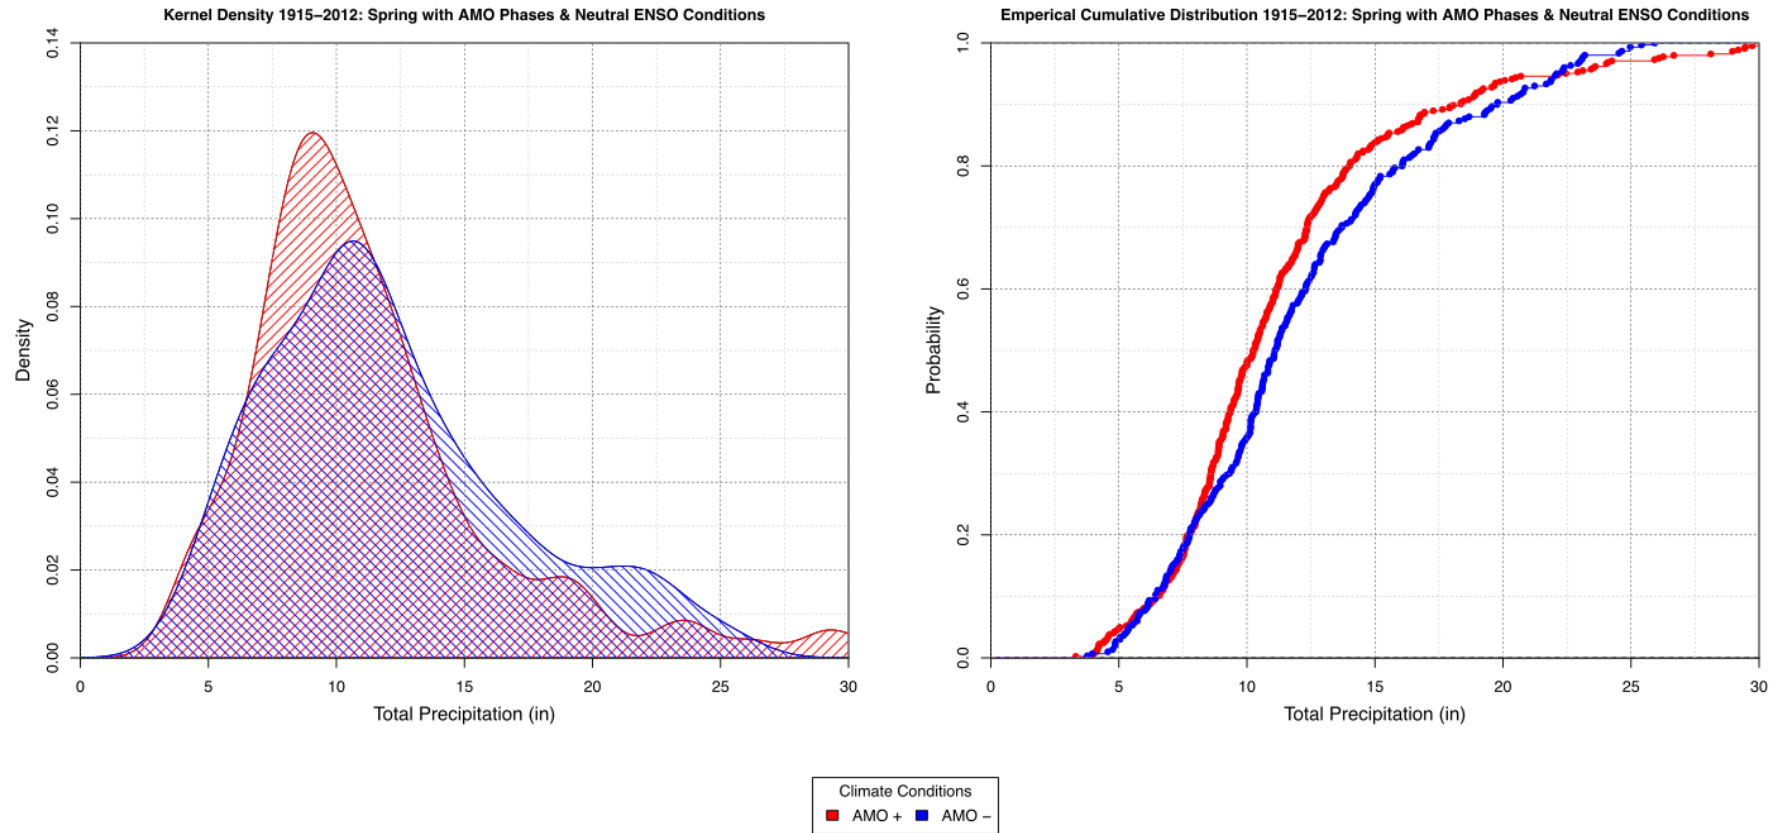 Kernel Density 1915–2012: Spring with AMO Phases & Neutral ENSO Conditions
Density
0.14
0.12
0.10
0.08
0.06
0.04
0.02
0.00
0 5 10 15 20 25 30
Total Precipitation (in)
Emperical Cumulative Distribution 1915–2012: Spring with AMO Phases & Neutral ENSO Conditions
Probability
1.0
0.8
0.6
0.4
0.2
0.0
0 5 10 15 20 25 30
Total Precipitation (in)
Climate Conditions
AMO + AMO –